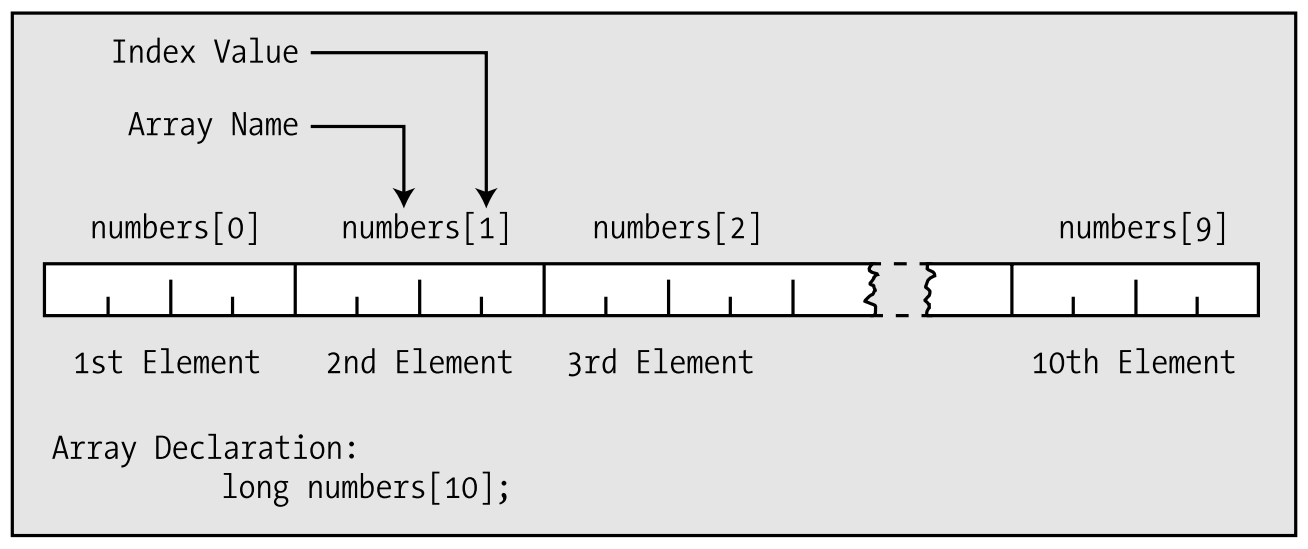 Index Value
Array Name
numbers[0] numbers[1] numbers[2] numbers[9]
1st Element 2nd Element 3rd Element 10th Element
Array Declaration:
long numbers[10];